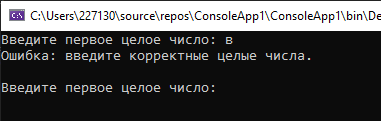 C:\Users\227130\source\repos\ConsoleApp1\ConsoleApp1\bin\De
Введите первое целое число: в
Ошибка: введите корректные целые числа.
Введите первое целое число: